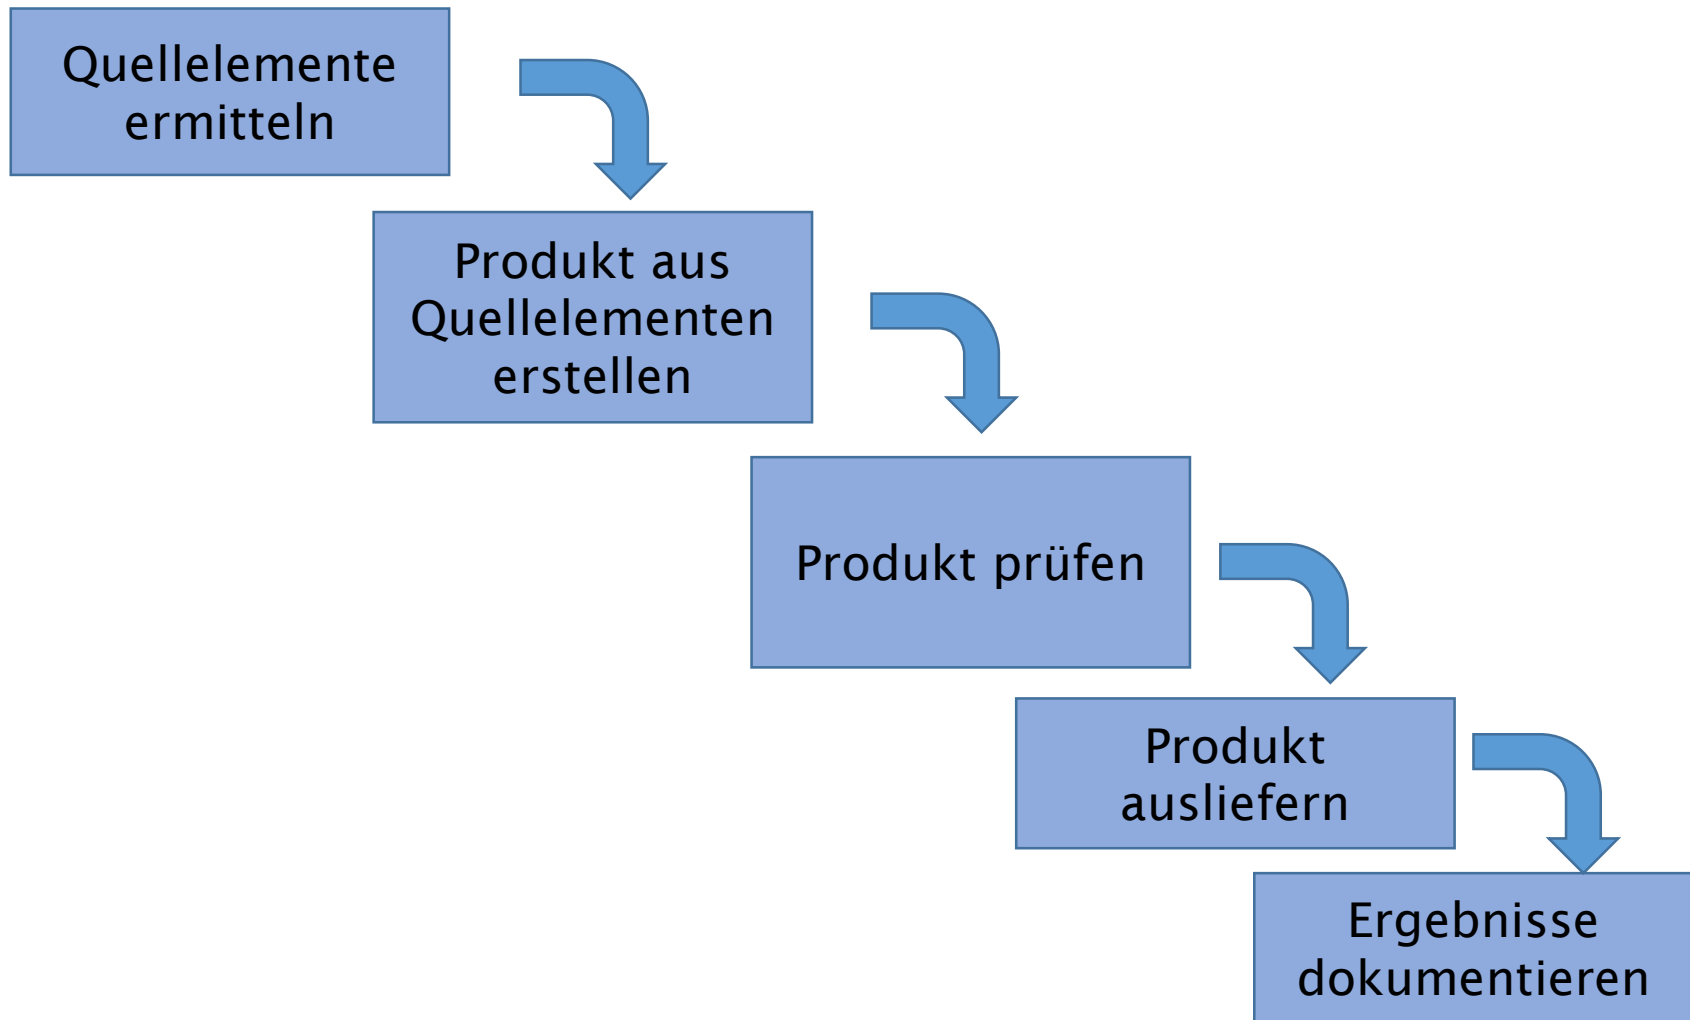 Quellelemente
ermitteln
Produkt aus
Quellelementen
erstellen
Produkt prüfen
Produkt
ausliefern
Ergebnisse
dokumentieren